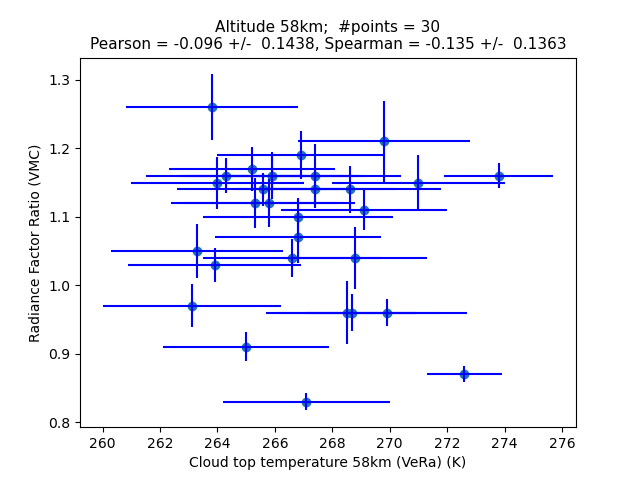 Altitude 58km;  #points = 30
Pearson = -0.096 +/-  0.1438, Spearman = -0.135 +/-  0.1363
Radiance Factor Ratio (VMC)
1.3
1.2
1.1
1.0
0.9
0.8
260 262 264 266 268 270 272 274 276
Cloud top temperature 58km (VeRa) (K)